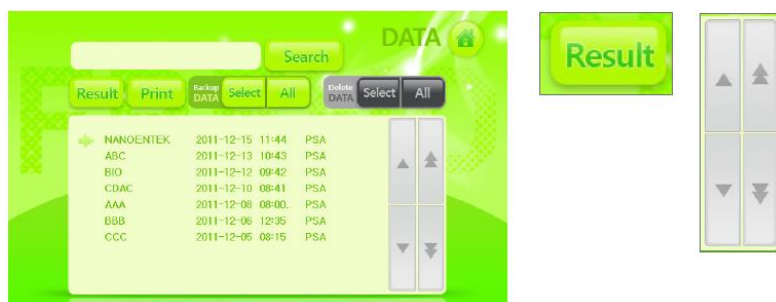 DATA
Search
Result Print Backup DATA Select All Delete DATA Select All
NANOENTEK 2011-12-15 11:44 PSA
ABC 2011-12-13 10:43 PSA
BIO 2011-12-12 09:42 PSA
CDAC 2011-12-10 08:41 PSA
AAA 2011-12-08 08:00. PSA
BBB 2011-12-06 12:35 PSA
CCC 2011-12-05 08:15 PSA
Result